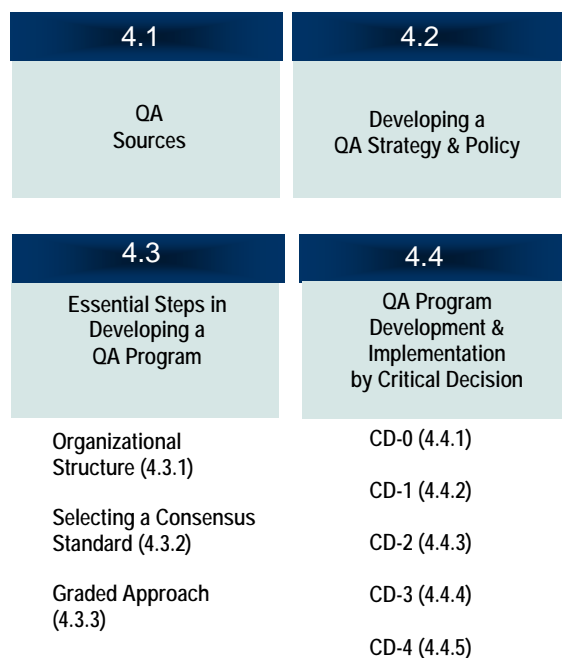 4.1
QA
Sources
4.2
Developing a
QA Strategy & Policy
4.3
Essential Steps in
Developing a
QA Program
Organizational
Structure (4.3.1)
Selecting a Consensus
Standard (4.3.2)
Graded Approach
(4.3.3)
4.4
QA Program
Development &
Implementation
by Critical Decision
CD-0 (4.4.1)
CD-1 (4.4.2)
CD-2 (4.4.3)
CD-3 (4.4.4)
CD-4 (4.4.5)